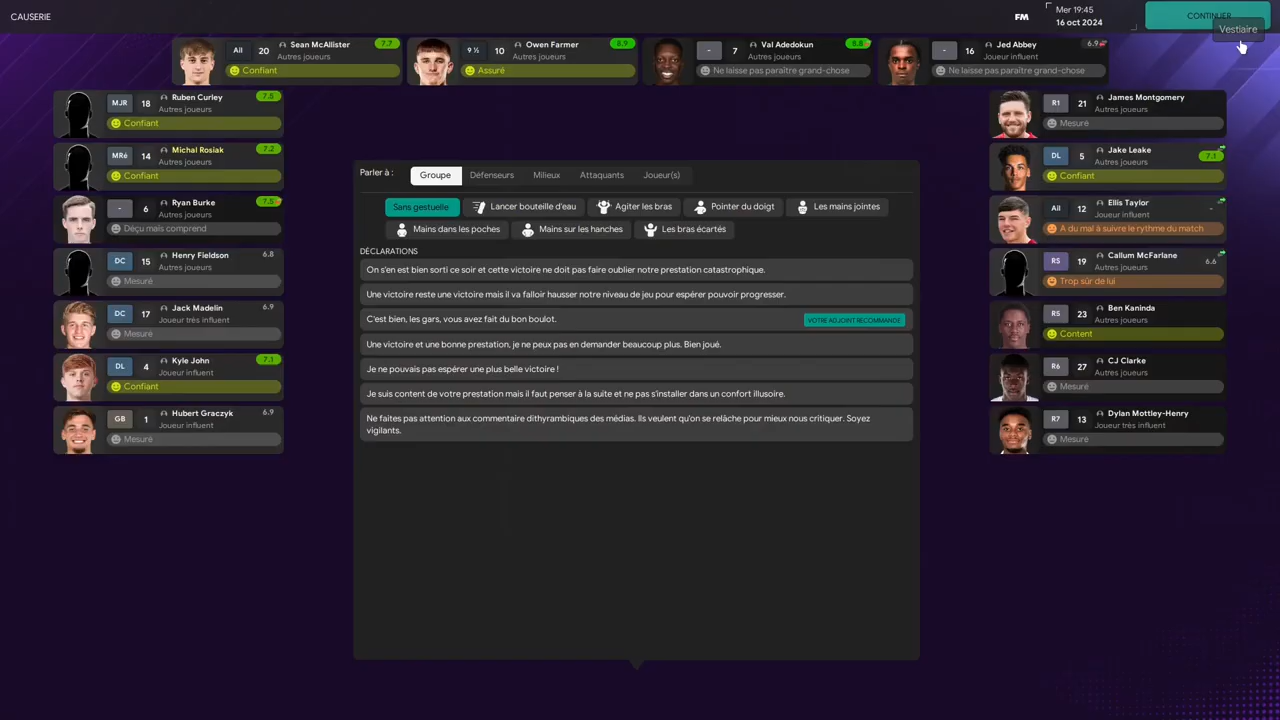 CAUSERIE
FM
Mer 19:45
16 oct 2024
CONTINUER
Vestiaire
All 20 Sean McAllister 7.7
Autres joueurs
Confiant
9 ½ 10 Owen Farmer 8.9
Autres joueurs
Assuré
- 7 Val Adedokun 8.8
Autres joueurs
Ne laisse pas paraître grand-chose
- 16 Jed Abbey 6.9
Joueur influent
Ne laisse pas paraître grand-chose
MJR 18 Ruben Curley 7.5
Autres joueurs
Confiant
MRé 14 Michal Rosiak 7.2
Autres joueurs
Confiant
- 6 Ryan Burke 7.5
Autres joueurs
Déçu mais comprend
DC 15 Henry Fieldson 6.8
Autres joueurs
Mesuré
DC 17 Jack Madelin 6.9
Joueur très influent
Mesuré
DL 4 Kyle John 7.1
Joueur influent
Confiant
GB 1 Hubert Graczyk 6.9
Joueur influent
Mesuré
Parler à : Groupe Défenseurs Milieux Attaquants Joueur(s)
Sans gestuelle Lancer bouteille d'eau Agiter les bras Pointer du doigt Les mains jointes
Mains dans les poches Mains sur les hanches Les bras écartés
DÉCLARATIONS
On s'en est bien sorti ce soir et cette victoire ne doit pas faire oublier notre prestation catastrophique.
Une victoire reste une victoire mais il va falloir hausser notre niveau de jeu pour espérer pouvoir progresser.
C'est bien, les gars, vous avez fait du bon boulot. VOTRE ADJOINT RECOMMANDE
Une victoire et une bonne prestation, je ne peux pas en demander beaucoup plus. Bien joué.
Je ne pouvais pas espérer une plus belle victoire !
Je suis content de votre prestation mais il faut penser à la suite et ne pas s'installer dans un confort illusoire.
Ne faites pas attention aux commentaire dithyrambiques des médias. Ils veulent qu'on se relâche pour mieux nous critiquer. Soyez
vigilants.
R1 21 James Montgomery
Autres joueurs
Mesuré
DL 5 Jake Leake 7.1
Autres joueurs
Confiant
All 12 Ellis Taylor -
Joueur influent
A du mal à suivre le rythme du match
RS 19 Callum McFarlane 6.6
Autres joueurs
Trop sûr de lui
R5 23 Ben Kaninda
Autres joueurs
Content
R6 27 CJ Clarke
Autres joueurs
Mesuré
R7 13 Dylan Mottley-Henry
Joueur très influent
Mesuré